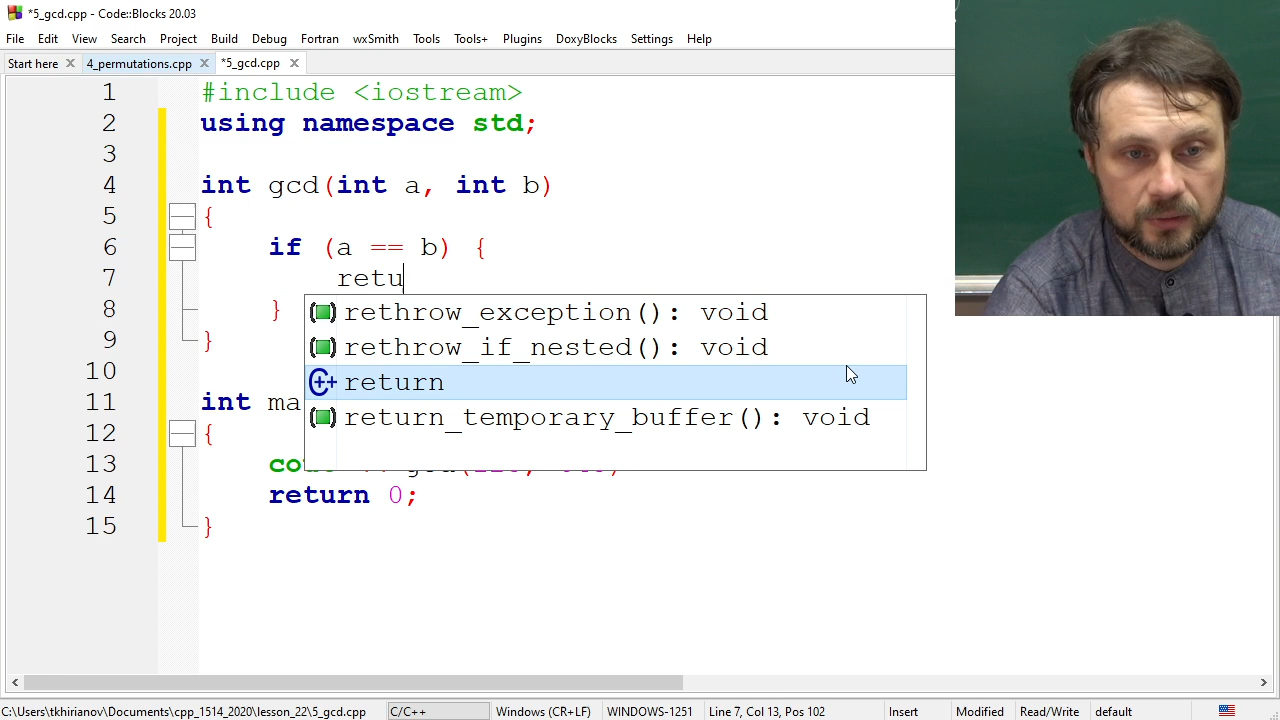 *5_gcd.cpp - Code::Blocks 20.03
File Edit View Search Project Build Debug Fortran wxSmith Tools Tools+ Plugins DoxyBlocks Settings Help
Start here 4_permutations.cpp *5_gcd.cpp
1 #include <iostream>
2 using namespace std;
3
4 int gcd(int a, int b)
5 {
6 if (a == b) {
7 retu
rethrow_exception(): void
8 }
rethrow_if_nested(): void
9 }
10
return
11 int ma
return_temporary_buffer(): void
12 {
13
14 return 0;
15 }
C:\Users\tkhirianov\Documents\cpp_1514_2020\lesson_22\5_gcd.cpp C/C++ Windows (CR+LF) WINDOWS-1251 Line 7, Col 13, Pos 102 Insert Modified Read/Write default